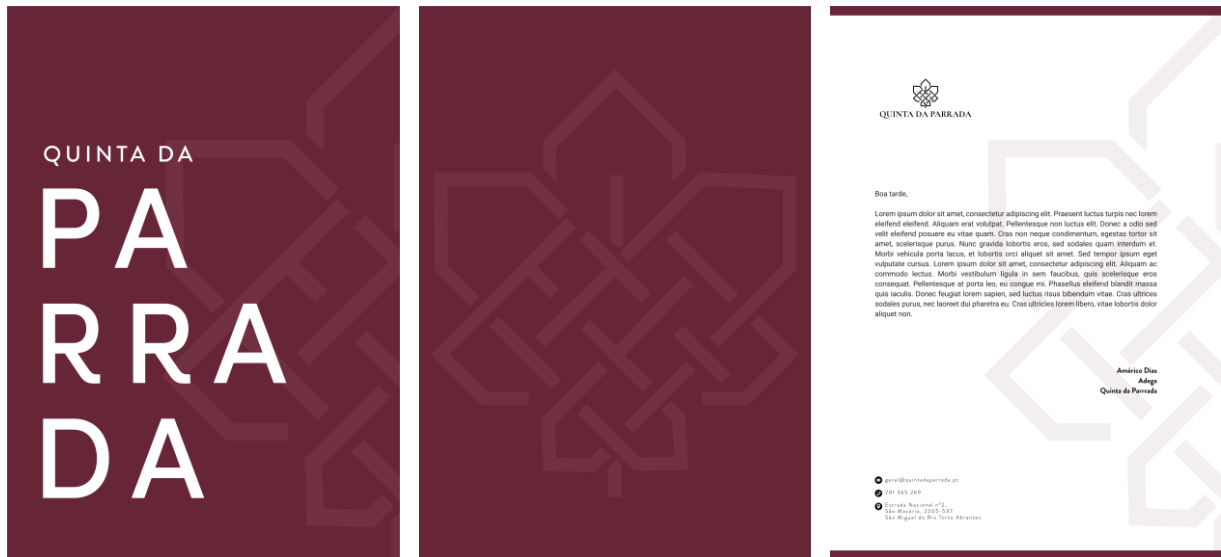 QUINTA DA
PA
RRA
DA
QUINTA DA PARRADA
Boa tarde,
Lorem ipsum dolor sit amet, consectetur adipiscing elit. Praesent luctus turpis nec lorem
eleifend eleifend. Aliquam erat volutpat. Pellentesque non luctus elit. Donec a odio sed
velit eleifend posuere eu vitae quam. Cras non neque condimentum, egestas tortor sit
amet, scelerisque purus. Nunc gravida lobortis eros, sed sodales quam interdum et.
Morbi vehicula porta lacus, et lobortis orci aliquet sit amet. Sed tempor ipsum eget
vulputate cursus. Lorem ipsum dolor sit amet, consectetur adipiscing elit. Aliquam ac
commodo lectus. Morbi vestibulum ligula in sem faucibus, quis scelerisque eros
consequat. Pellentesque at porta leo, eu congue mi. Phasellus eleifend blandit massa
quis iaculis. Donec feugiat lorem sapien, sed luctus risus bibendum vitae. Cras ultrices
sodales purus, nec laoreet dui pharetra eu. Cras ultricies lorem libero, vitae lobortis dolor
aliquet non.
Américo Dias
Adega
Quinta da Parrrada
geral@quintadaparrada.pt
241 365 269
Estrada Nacional nº2,
São Macário, 2205-537
São Miguel do Rio Torto Abrantes